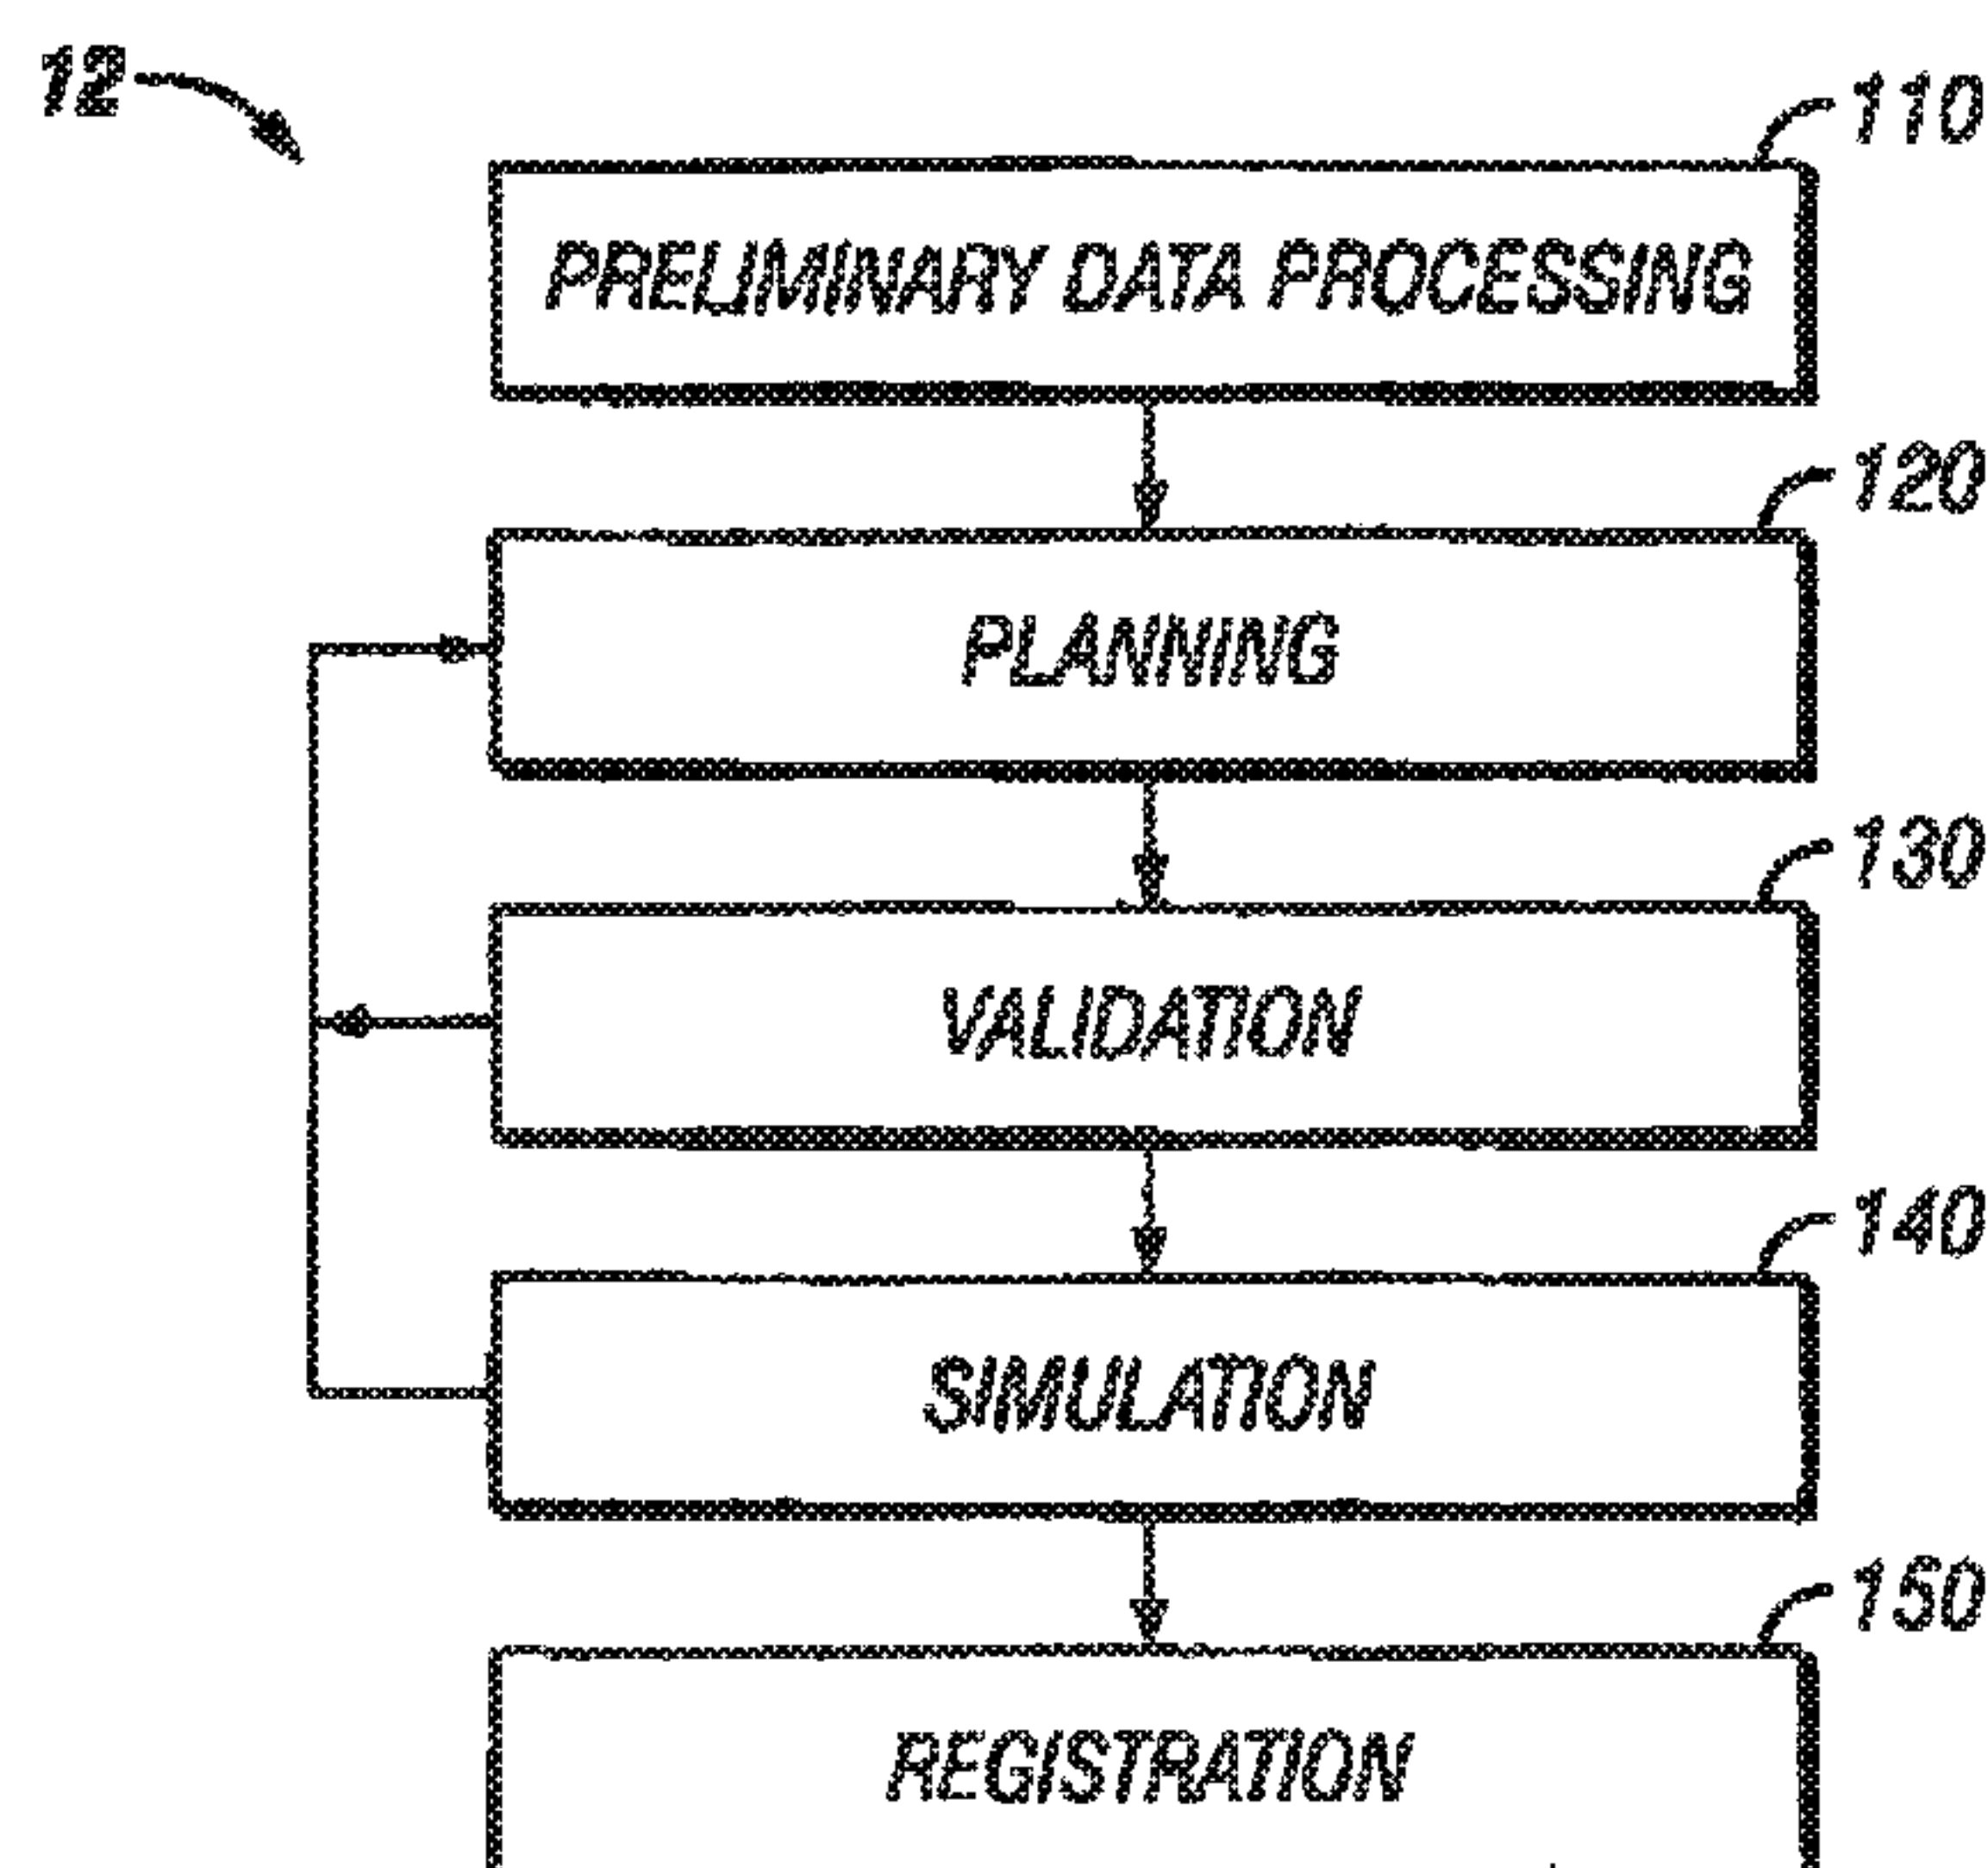 12
110
PRELIMINARY DATA PROCESSING
120
PLANNING
130
VALIDATION
140
SIMULATION
150
REGISTRATION